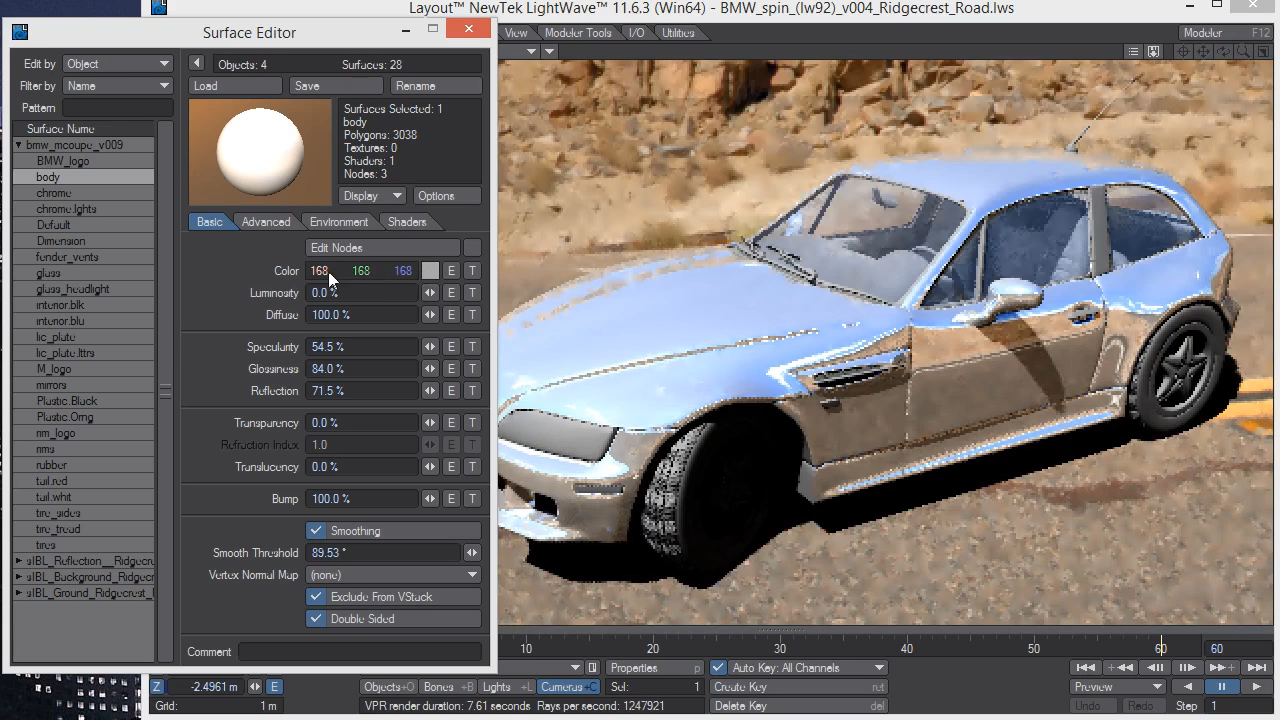 Layout™ NewTek LightWave™ 11.6.3 (Win64) - BMW_spin_(lw92)_v004_Ridgecrest_Road.lws
Surface Editor
View Modeler Tools I/O Utilities Modeler F12
Edit by Object
Filter by Name
Pattern
Surface Name
bmw_mcoupe_v009
BMW_logo
body
chrome
chrome.lghts
Default
Dimension
fender_vents
glass
glass_headlight
interior.blk
interior.blu
lic_plate
lic_plate.lttrs
M_logo
mirrors
Plastic.Black
Plastic.Orng
rim_logo
rims
rubber
tail.red
tail.wht
tire_sides
tire_tread
tires
sIBL_Reflection__Ridgecre
sIBL_Background_Ridgecr
sIBL_Ground_Ridgecrest_
Objects: 4 Surfaces: 28
Load Save Rename
Surfaces Selected: 1
body
Polygons: 3038
Textures: 0
Shaders: 1
Nodes: 3
Display Options
Basic Advanced Environment Shaders
Edit Nodes
Color 168 168 168 E T
Luminosity 0.0 % E T
Diffuse 100.0 % E T
Specularity 54.5 % E T
Glossiness 84.0 % E T
Reflection 71.5 % E T
Transparency 0.0 % E T
Refraction Index 1.0 E T
Translucency 0.0 % E T
Bump 100.0 % E T
Smoothing
Smooth Threshold 89.53 °
Vertex Normal Map (none)
Exclude From VStack
Double Sided
Comment
10 20 30 40 50 60 60
Properties p Auto Key: All Channels
Z -2.4961 m E Objects+O Bones +B Lights +L Cameras+C Sel: 1 Create Key ret Preview
Grid: 1 m VPR render duration: 7.61 seconds Rays per second: 1247921 Delete Key del Undo Redo Step 1